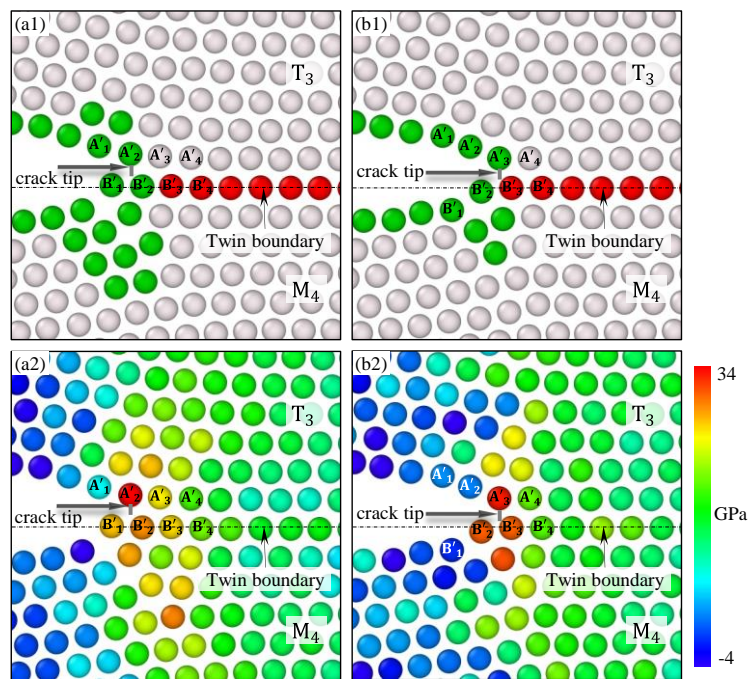 (a1)
T₃
A′₁ A′₂ A′₃ A′₄
crack tip
B′₁ B′₂ B′₃ B′₃
Twin boundary
M₄
(b1)
T₃
A′₁ A′₂ A′₃ A′₄
crack tip
B′₁ B′₂ B′₃ B′₄
Twin boundary
M₄
(a2)
T₃
A′₁ A′₂ A′₃ A′₄
crack tip
B′₁ B′₂ B′₃ B′₄
Twin boundary
M₄
(b2)
T₃
A′₁ A′₂ A′₃ A′₄
crack tip
B′₁ B′₂ B′₃ B′₄
Twin boundary
M₄
34
GPa
-4